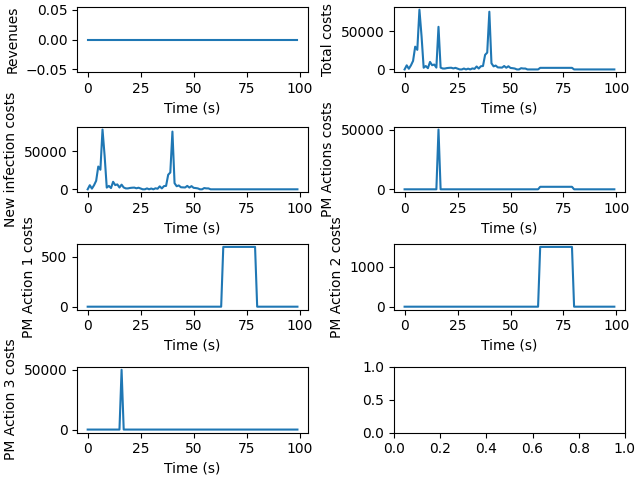 Revenues
0.05
0.00
−0.05
0 25 50 75 100
Time (s)
Total costs
50000
0
0 25 50 75 100
Time (s)
New infection costs
50000
0
0 25 50 75 100
Time (s)
PM Actions costs
50000
0
0 25 50 75 100
Time (s)
PM Action 1 costs
500
0
0 25 50 75 100
Time (s)
PM Action 2 costs
1000
0
0 25 50 75 100
Time (s)
PM Action 3 costs
50000
0
0 25 50 75 100
Time (s)
1.0
0.5
0.0
0.0 0.2 0.4 0.6 0.8 1.0